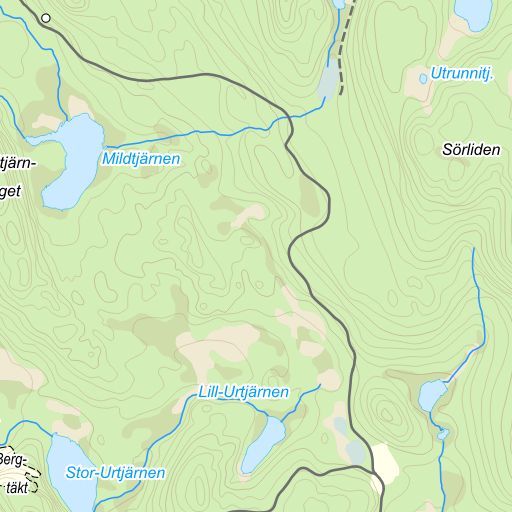 Utrunnitj.
Sörliden
Mildtjärnen
tjärn-
get
Lill-Urtjärnen
Stor-Urtjärnen
Berg-
täkt